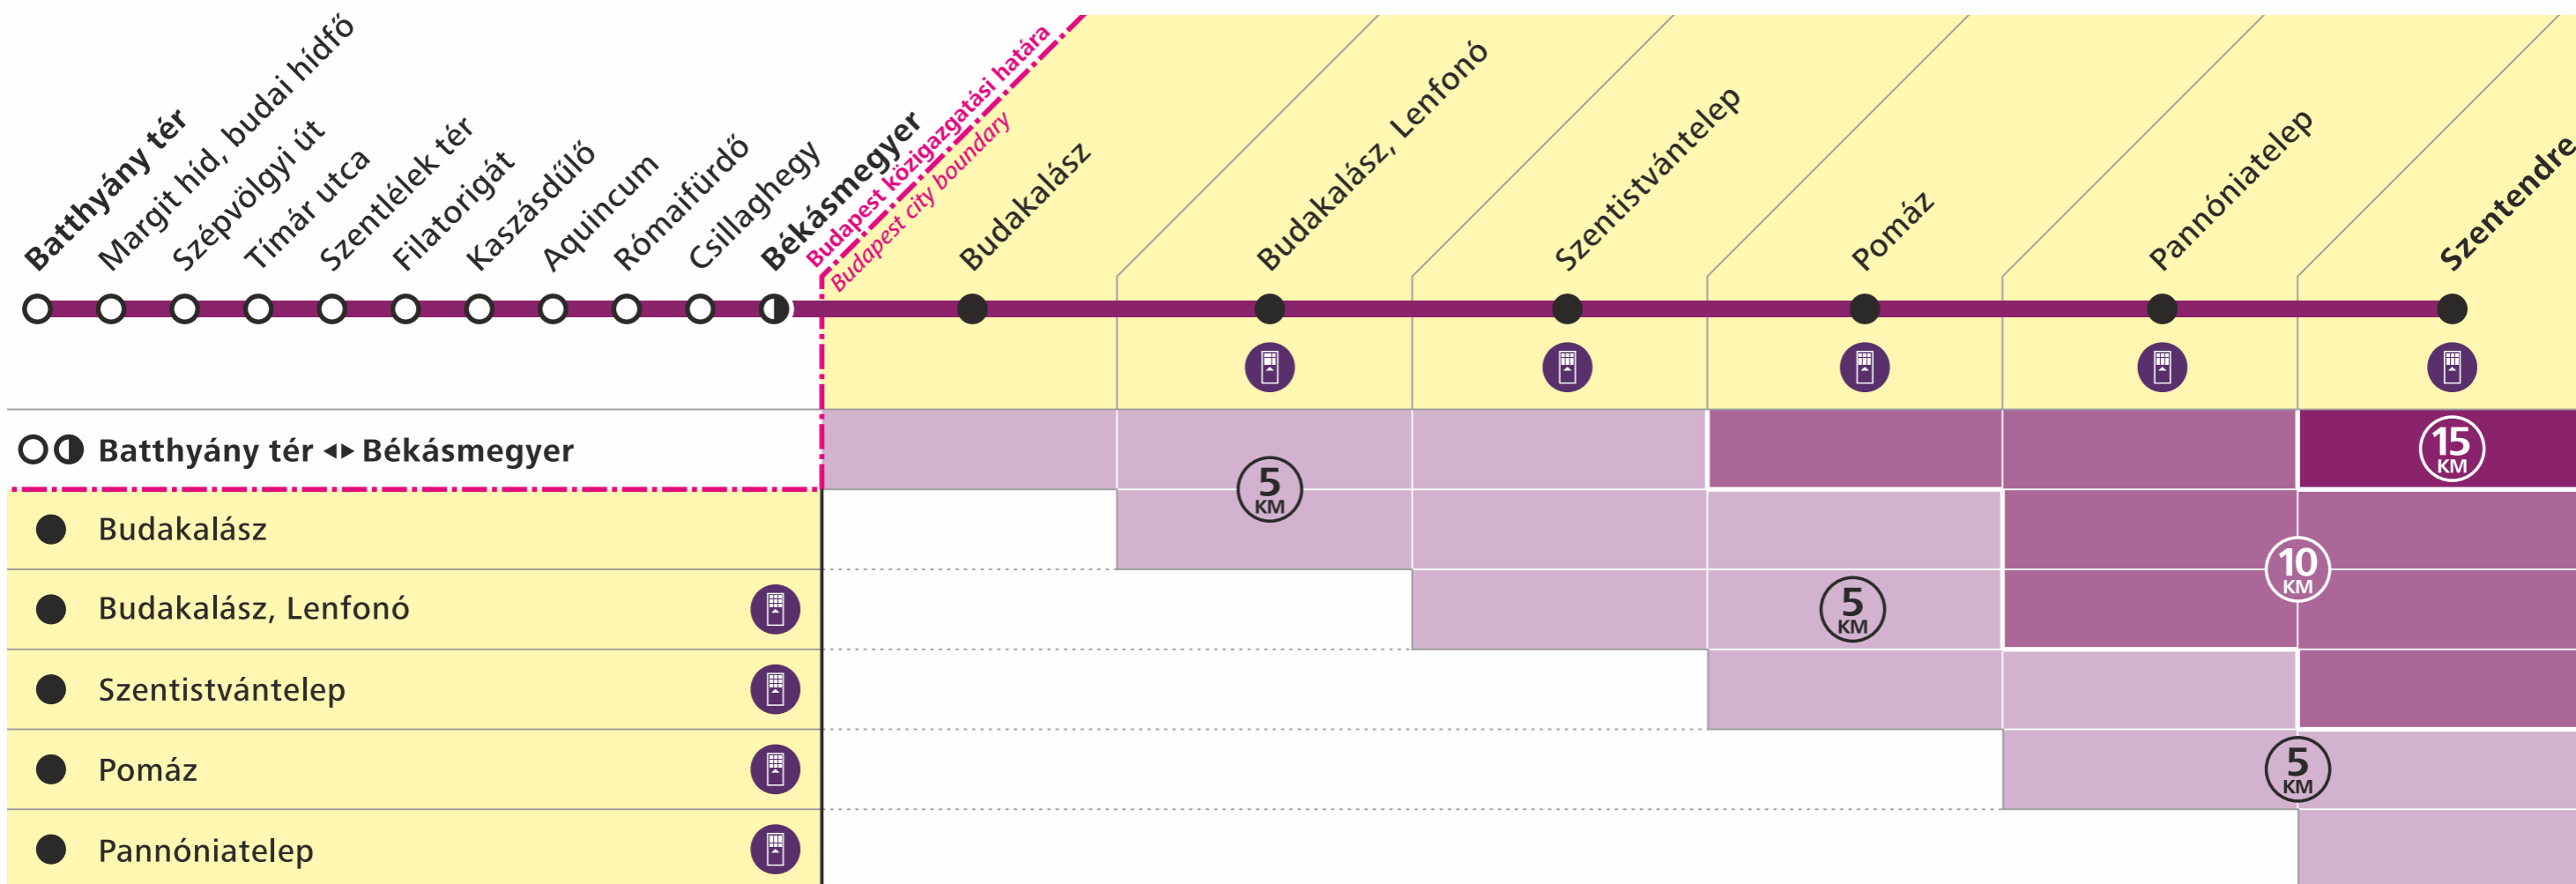 Batthyány tér
Margit híd, budai hídfő
Szépvölgyi út
Tímár utca
Szentlélek tér
Filatorigát
Kaszásdűlő
Aquincum
Rómaifürdő
Csillaghegy
Békásmegyer
Budapest közigazgatási határa
Budapest city boundary
Budakalász
Budakalász, Lenfonó
Szentistvántelep
Pomáz
Pannóniatelep
Szentendre
Batthyány tér ◂▸ Békásmegyer
15
KM
5
KM
Budakalász
10
KM
Budakalász, Lenfonó
5
KM
Szentistvántelep
Pomáz
5
KM
Pannóniatelep